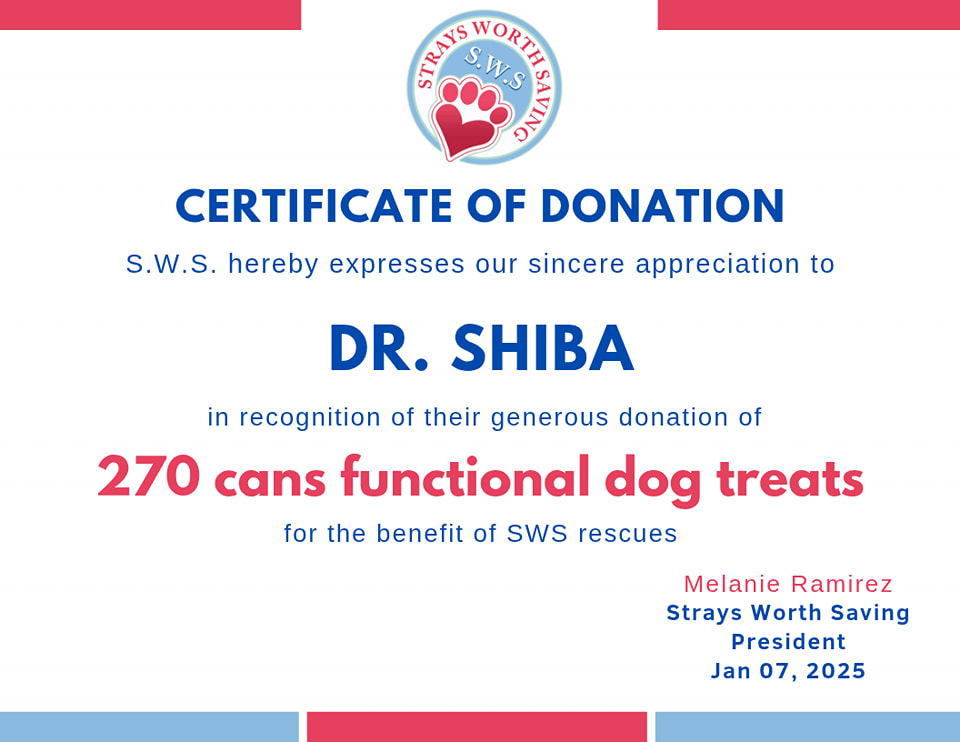 STRAYS WORTH SAVING
S.W.S
CERTIFICATE OF DONATION
S.W.S. hereby expresses our sincere appreciation to
DR. SHIBA
in recognition of their generous donation of
270 cans functional dog treats
for the benefit of SWS rescues
Melanie Ramirez
Strays Worth Saving
President
Jan 07, 2025